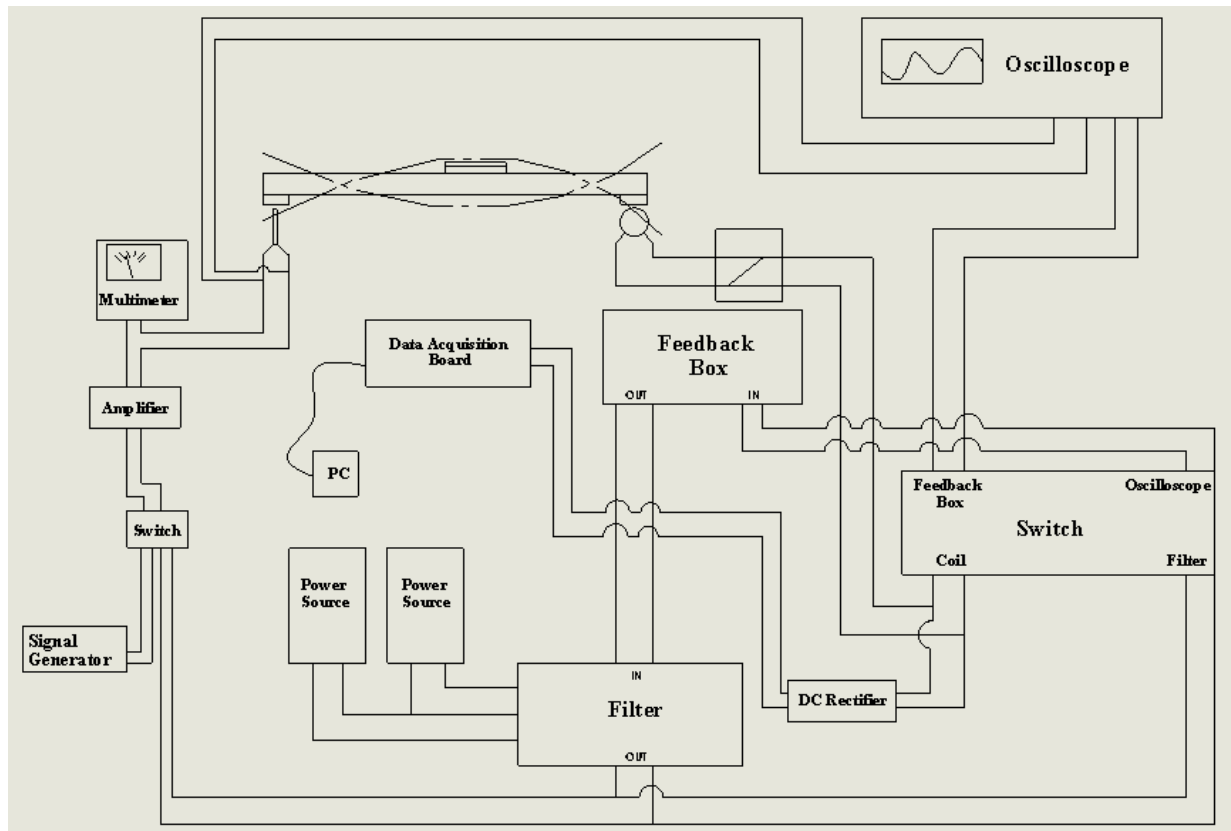 Oscilloscope
Multimeter
Data Acquisition
Board
Feedback
Box
OUT
IN
Amplifier
PC
Feedback
Box
Oscilloscope
Switch
Coil
Filter
Switch
Power
Source
Power
Source
Signal
Generator
IN
Filter
OUT
DC Rectifier